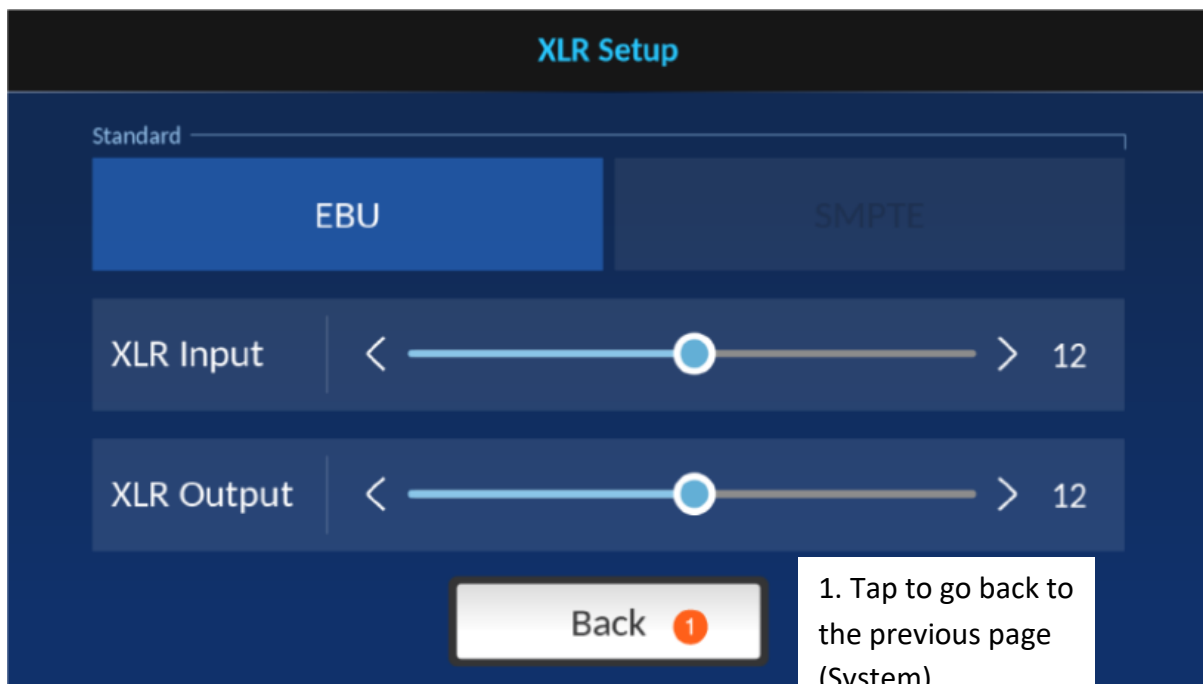 XLR Setup
Standard
EBU
SMPTE
XLR Input
<
>
12
XLR Output
<
>
12
Back 1
1. Tap to go back to
the previous page
(System)